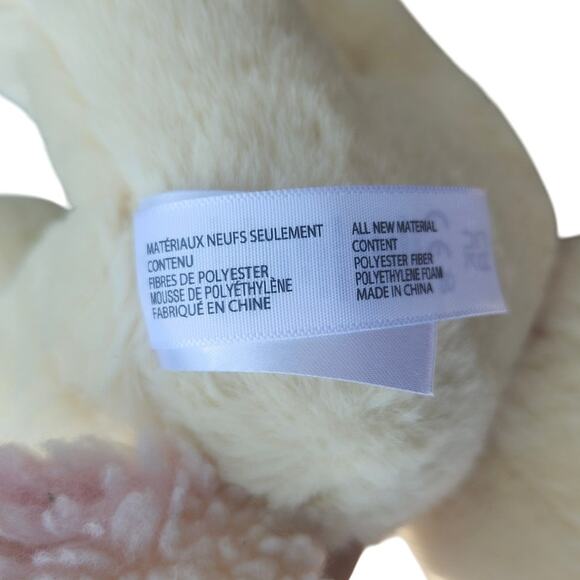 MATÉRIAUX NEUFS SEULEMENT
CONTENU
FIBRES DE POLYESTER
MOUSSE DE POLYÉTHYLÈNE
FABRIQUÉ EN CHINE
ALL NEW MATERIAL
CONTENT
POLYESTER FIBER
POLYETHYLENE FOAM
MADE IN CHINA